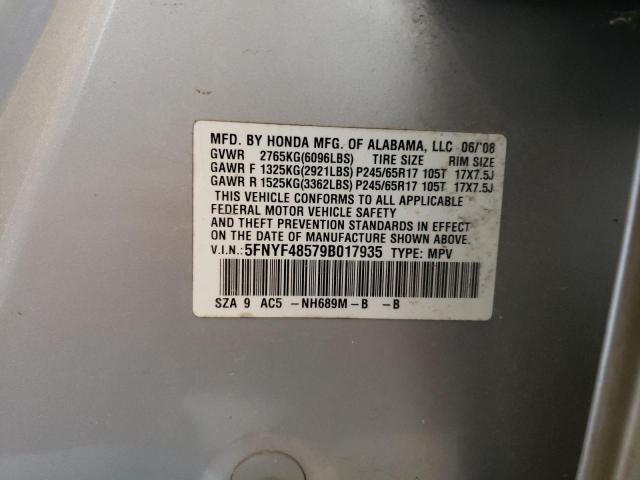 MFD. BY HONDA MFG. OF ALABAMA, LLC 06/'08
GVWR 2765KG(6096LBS) TIRE SIZE RIM SIZE
GAWR F 1325KG(2921LBS) P245/65R17 105T 17X7.5J
GAWR R 1525KG(3362LBS) P245/65R17 105T 17X7.5J
THIS VEHICLE CONFORMS TO ALL APPLICABLE
FEDERAL MOTOR VEHICLE SAFETY
AND THEFT PREVENTION STANDARDS IN EFFECT
ON THE DATE OF MANUFACTURE SHOWN ABOVE.
V.I.N.: 5FNYF48579B017935 TYPE: MPV
SZA 9 AC5 -NH689M -B -B